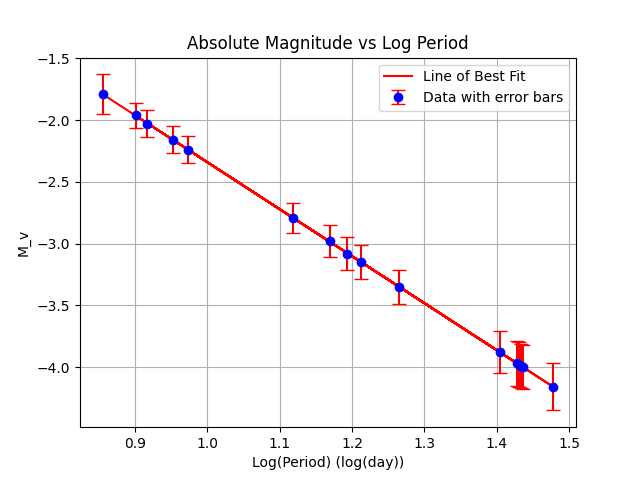 Absolute Magnitude vs Log Period
Line of Best Fit
Data with error bars
M_v
−1.5
−2.0
−2.5
−3.0
−3.5
−4.0
0.9 1.0 1.1 1.2 1.3 1.4 1.5
Log(Period) (log(day))